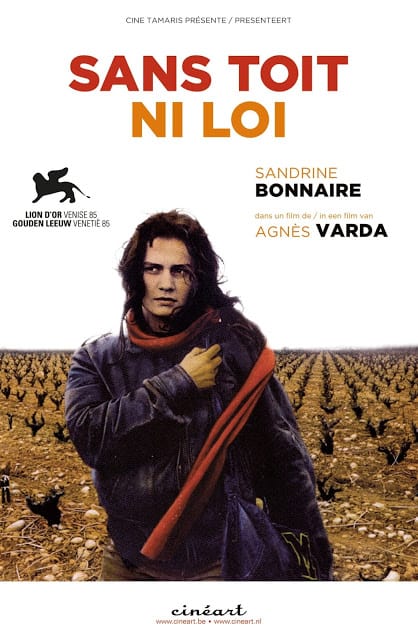 CINE TAMARIS PRÉSENTE / PRESENTEERT
SANS TOIT
NI LOI
SANDRINE
BONNAIRE
LION D'OR VENISE 85
GOUDEN LEEUW VENETIË 85
dans un film de / in een film van
AGNÈS VARDA
cinéart
www.cineart.be • www.cineart.nl